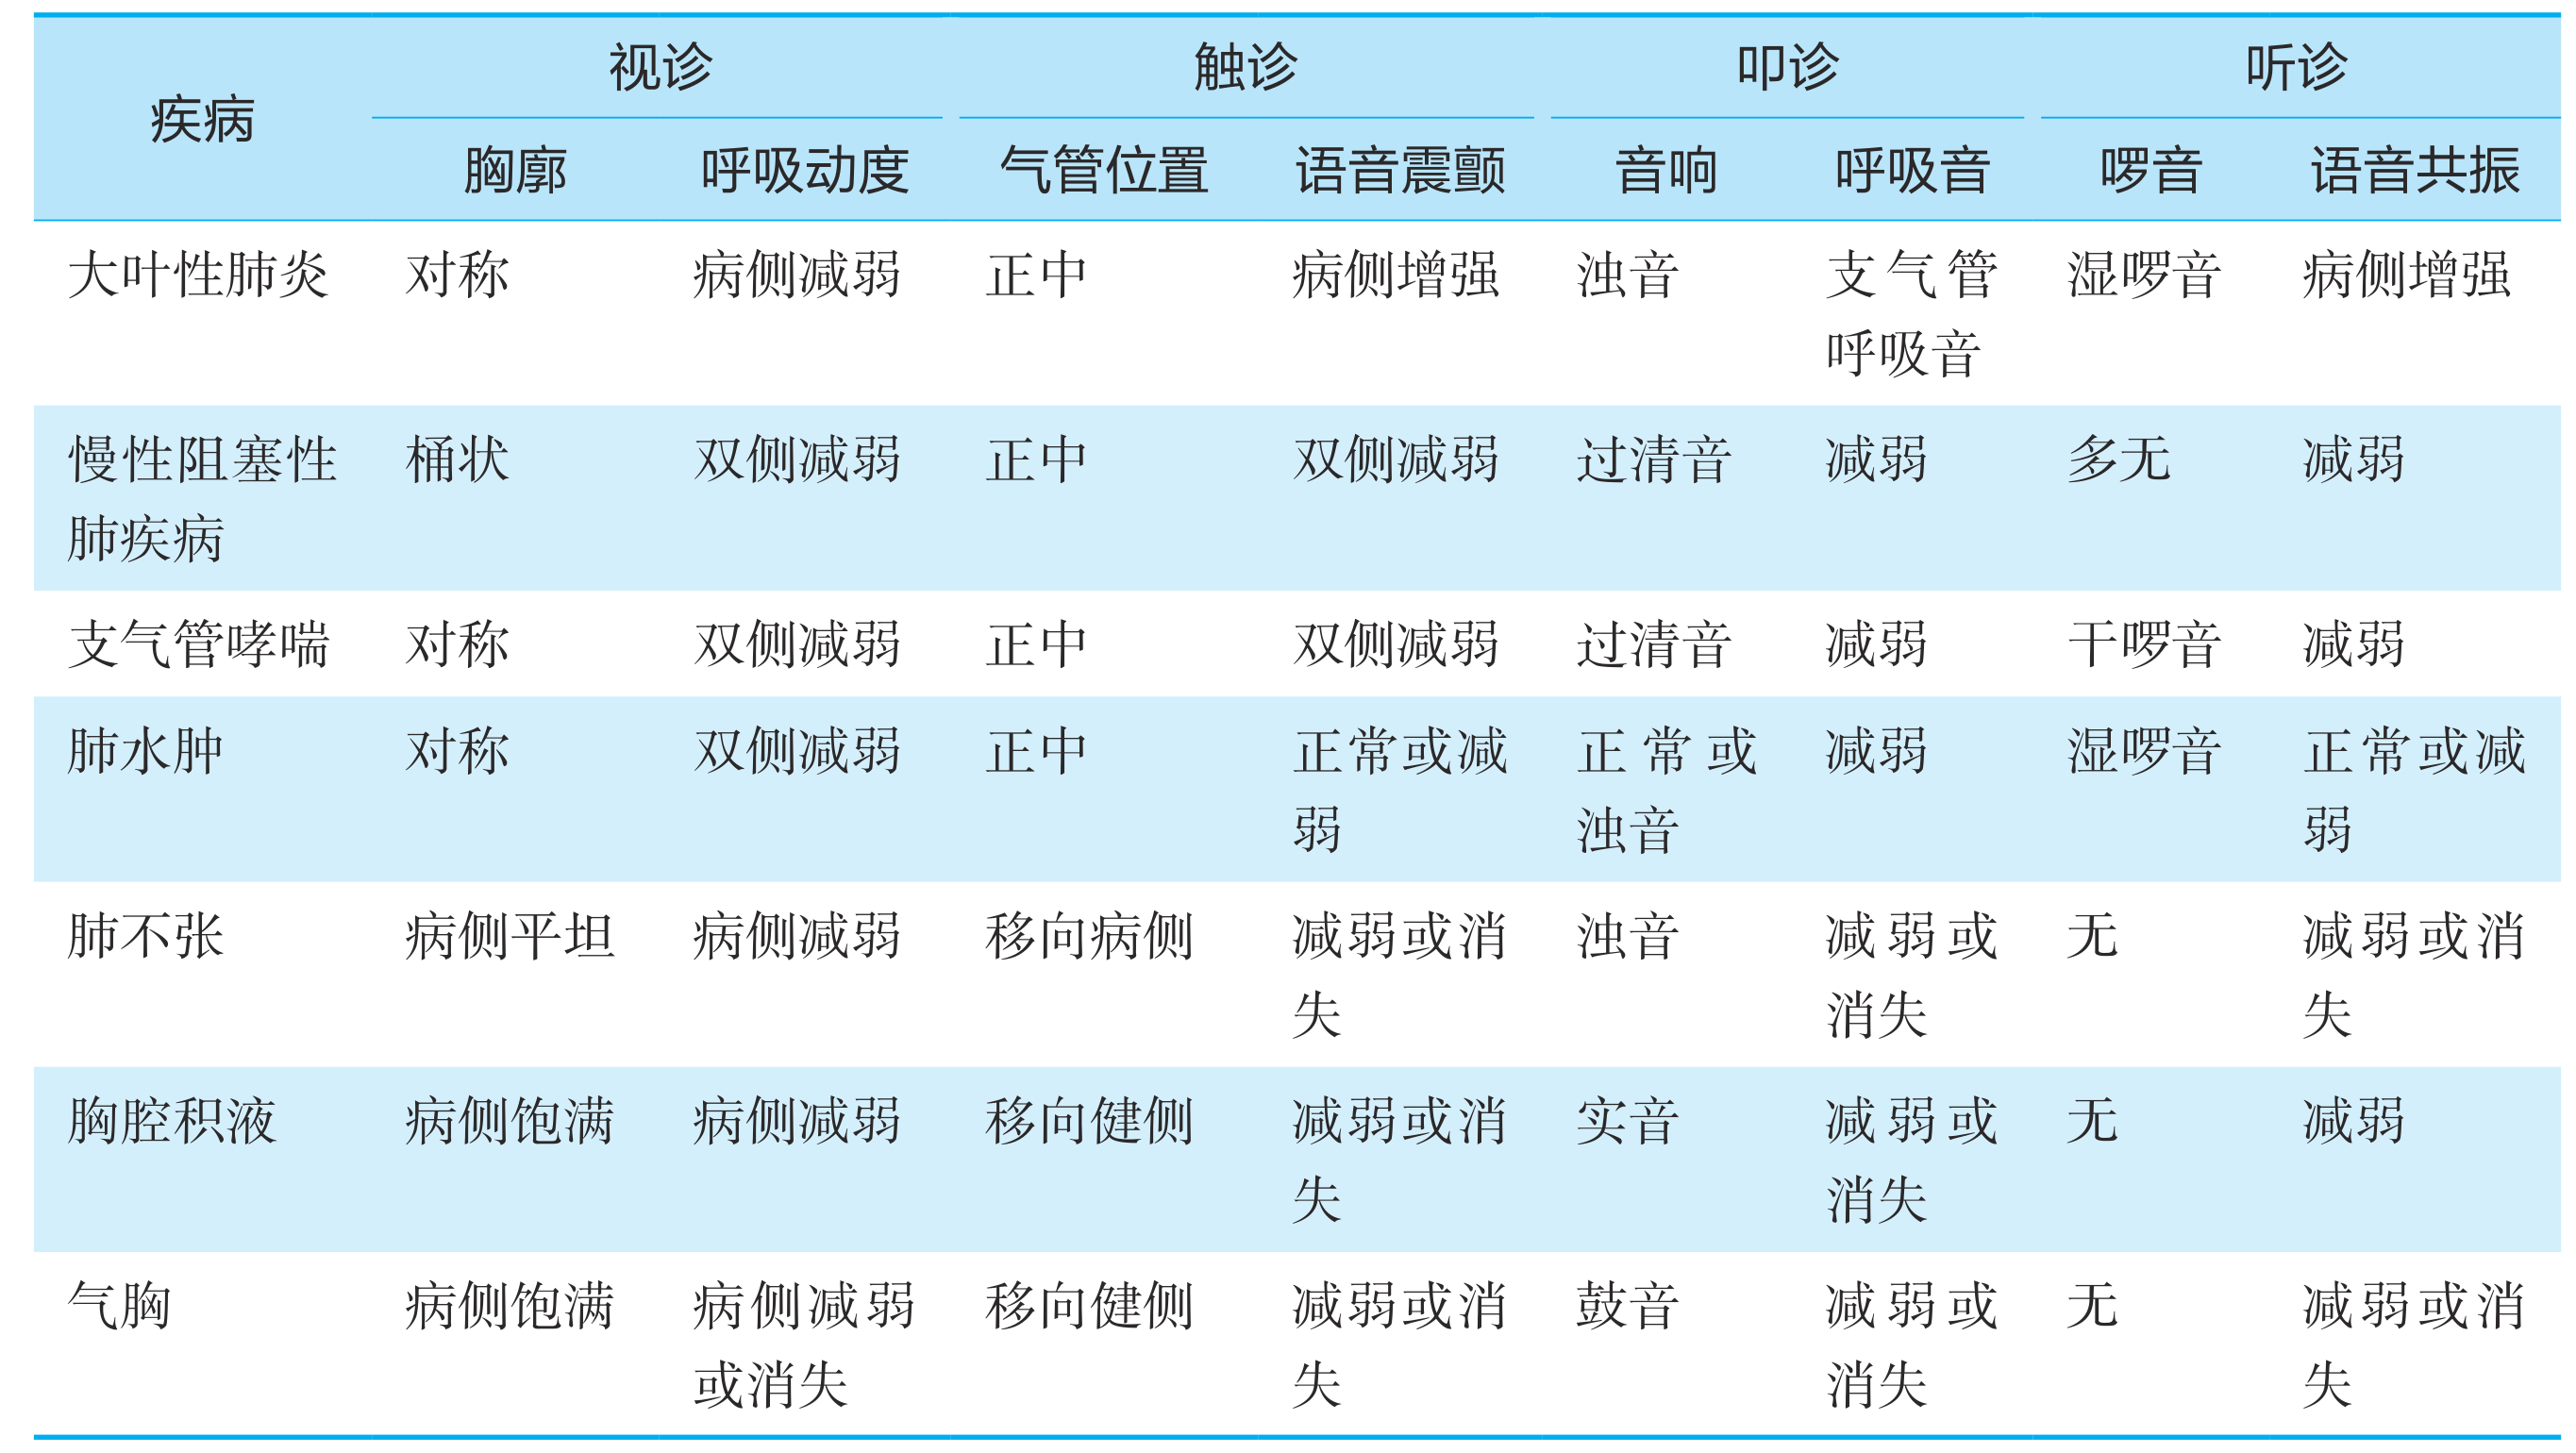 疾病 视诊 触诊 叩诊 听诊
胸廓 呼吸动度 气管位置 语音震颤 音响 呼吸音 啰音 语音共振
大叶性肺炎 对称 病侧减弱 正中 病侧增强 浊音 支气管 湿啰音 病侧增强
呼吸音
慢性阻塞性 桶状 双侧减弱 正中 双侧减弱 过清音 减弱 多无 减弱
肺疾病
支气管哮喘 对称 双侧减弱 正中 双侧减弱 过清音 减弱 干啰音 减弱
肺水肿 对称 双侧减弱 正中 正常或减 正常或 减弱 湿啰音 正常或减
弱 浊音 弱
肺不张 病侧平坦 病侧减弱 移向病侧 减弱或消 浊音 减弱或 无 减弱或消
失 消失 失
胸腔积液 病侧饱满 病侧减弱 移向健侧 减弱或消 实音 减弱或 无 减弱
失 消失
气胸 病侧饱满 病侧减弱 移向健侧 减弱或消 鼓音 减弱或 无 减弱或消
或消失 失 消失 失